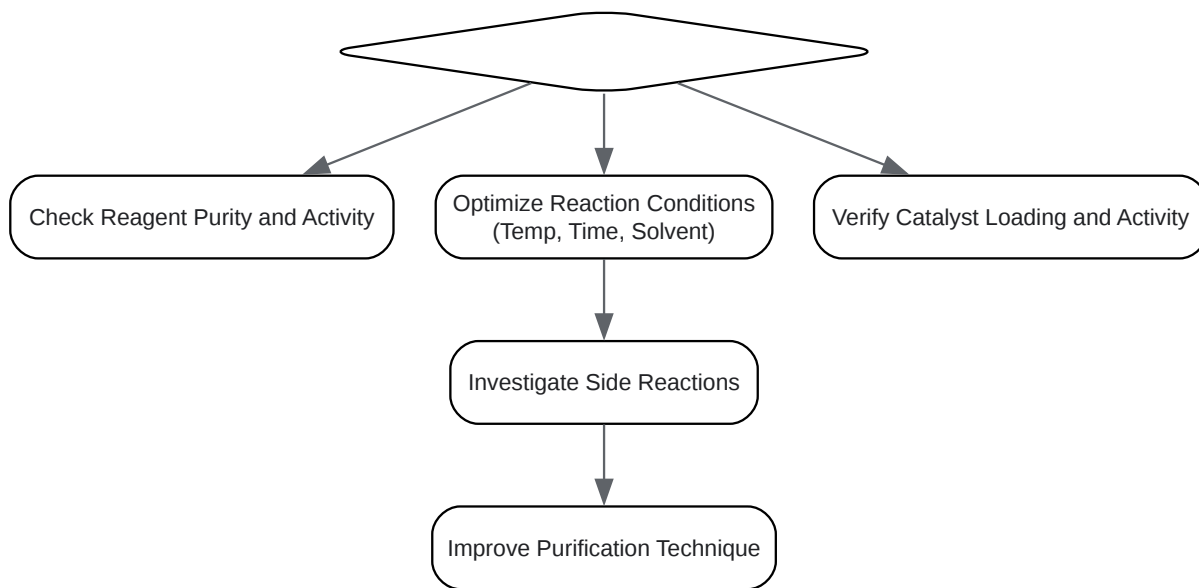 Check Reagent Purity and Activity
Optimize Reaction Conditions
(Temp, Time, Solvent)
Verify Catalyst Loading and Activity
Investigate Side Reactions
Improve Purification Technique